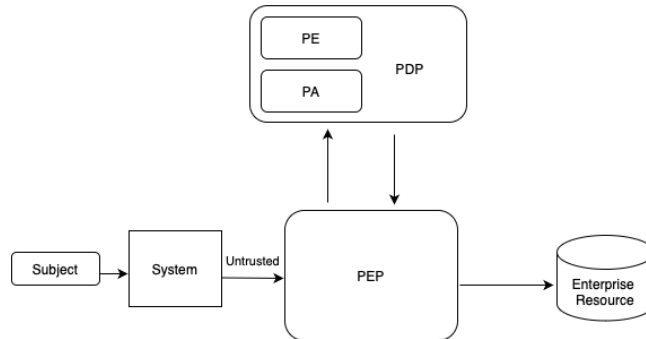 PE
PDP
PA
Untrusted
Subject
System
PEP
Enterprise
Resource